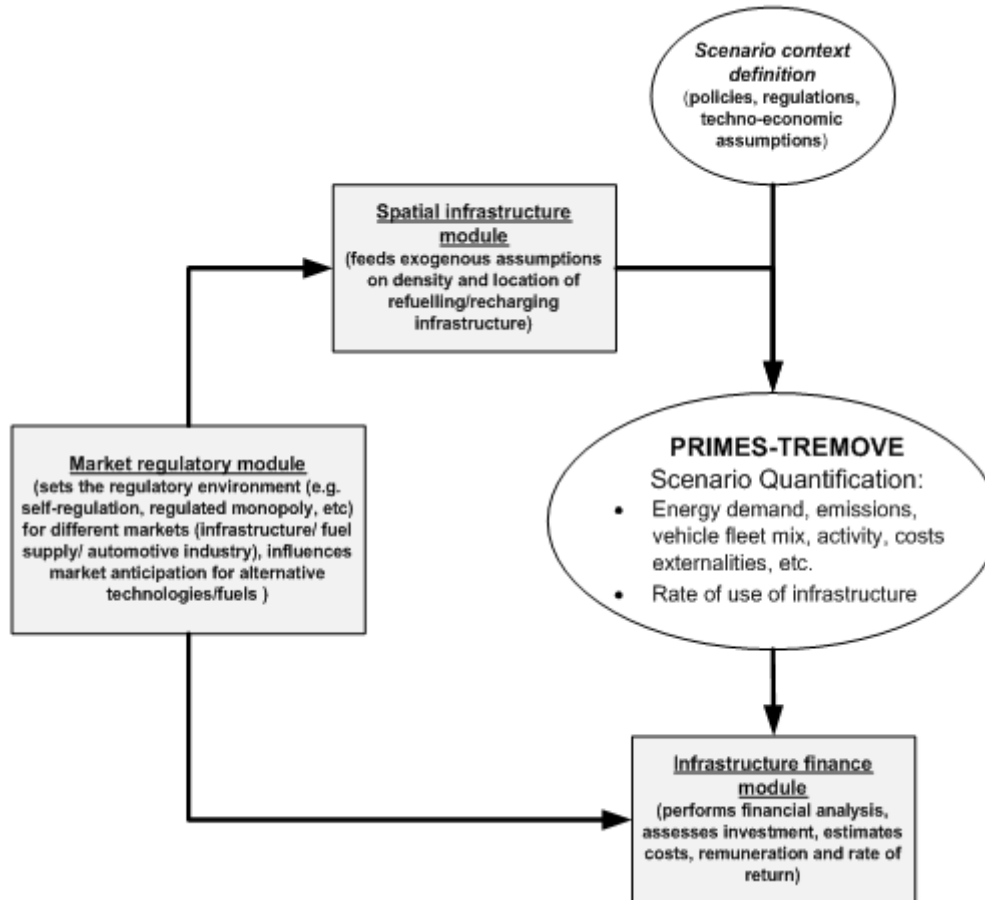 Scenario context
definition
(policies, regulations,
techno-economic
assumptions)
Spatial infrastructure
module
(feeds exogenous assumptions
on density and location of
refuelling/recharging
infrastructure)
Market regulatory module
(sets the regulatory environment (e.g.
self-regulation, regulated monopoly, etc)
for different markets (infrastructure/ fuel
supply/ automotive industry), influences
market anticipation for alternative
technologies/fuels )
PRIMES-TREMOVE
Scenario Quantification:
• Energy demand, emissions,
vehicle fleet mix, activity, costs
externalities, etc.
• Rate of use of infrastructure
Infrastructure finance
module
(performs financial analysis,
assesses investment, estimates
costs, remuneration and rate of
return)